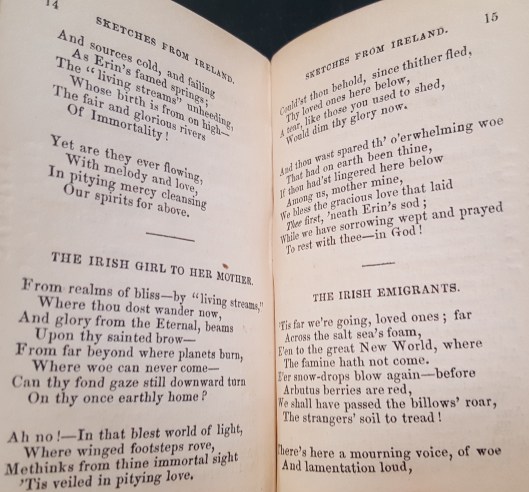 14
SKETCHES FROM IRELAND.
And sources cold, and failing
As Erin's famed springs;
The "living streams" unheeding,
Whose birth is from on high—
The fair and glorious rivers
Of Immortality!
Yet are they ever flowing,
With melody and love,
In pitying mercy cleansing
Our spirits for above.
THE IRISH GIRL TO HER MOTHER.
From realms of bliss—by "living streams,"
Where thou dost wander now,
And glory from the Eternal, beams
Upon thy sainted brow—
From far beyond where planets burn,
Where woe can never come—
Can thy fond gaze still downward turn
On thy once earthly home?
Ah no!—In that blest world of light,
Where winged footsteps rove,
Methinks from thine immortal sight
'Tis veiled in pitying love.
SKETCHES FROM IRELAND.
15
Could'st thou behold, since thither fled,
Thy loved ones here below,
A tear, like those you used to shed,
Would dim thy glory now.
And thou wast spared th' o'erwhelming woe
That had on earth been thine,
If thou had'st lingered here below
Among us, mother mine,
We bless the gracious love that laid
Thee first, 'neath Erin's sod;
While we have sorrowing wept and prayed
To rest with thee—in God!
THE IRISH EMIGRANTS.
'Tis far we're going, loved ones; far
Across the salt sea's foam,
E'en to the great New World, where
The famine hath not come.
E'er snow-drops blow again—before
Arbutus berries are red,
We shall have passed the billows' roar,
The strangers' soil to tread!
There's here a mourning voice, of woe
And lamentation loud,